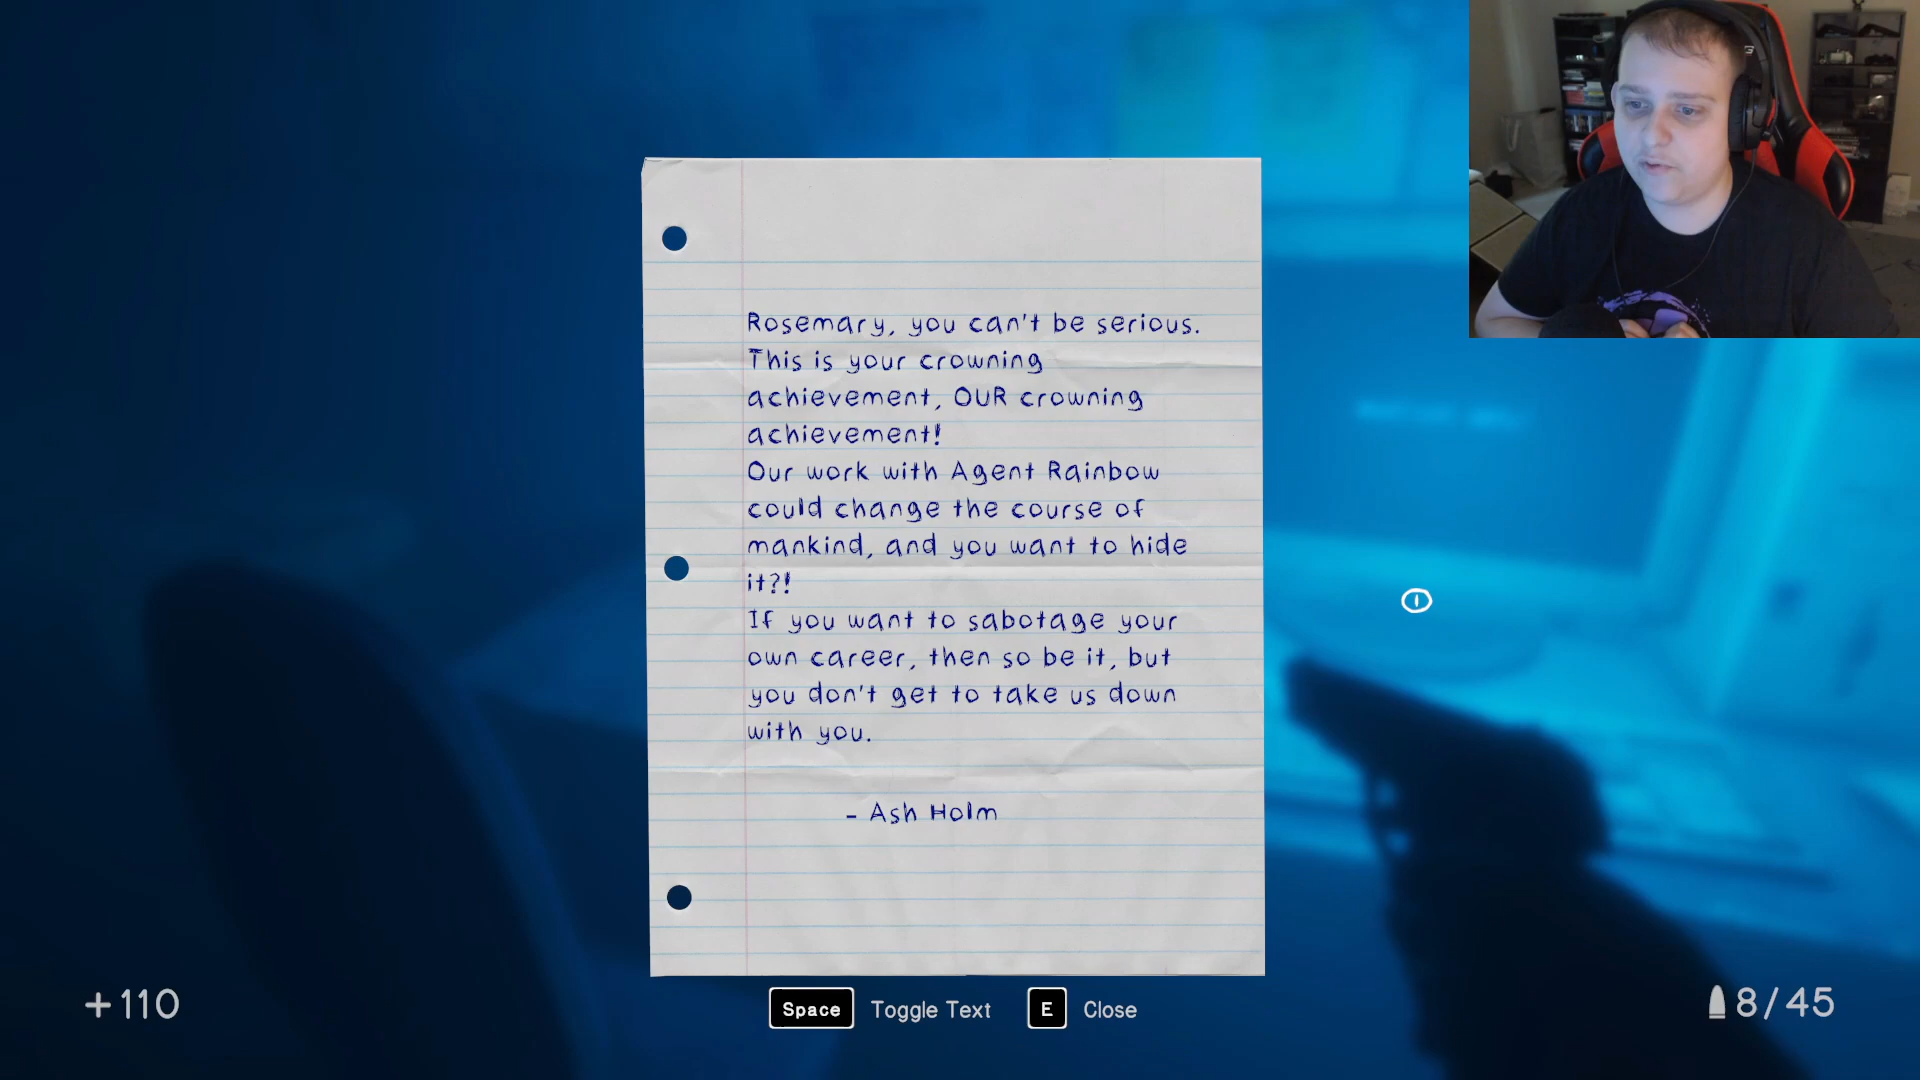 Rosemary, you can't be serious.
This is your crowning
achievement, OUR crowning
achievement!
Our work with Agent Rainbow
could change the course of
mankind, and you want to hide
it?!
If you want to sabotage your
own career, then so be it, but
you don't get to take us down
with you.
- Ash Holm
+110
Space Toggle Text E Close
8/45